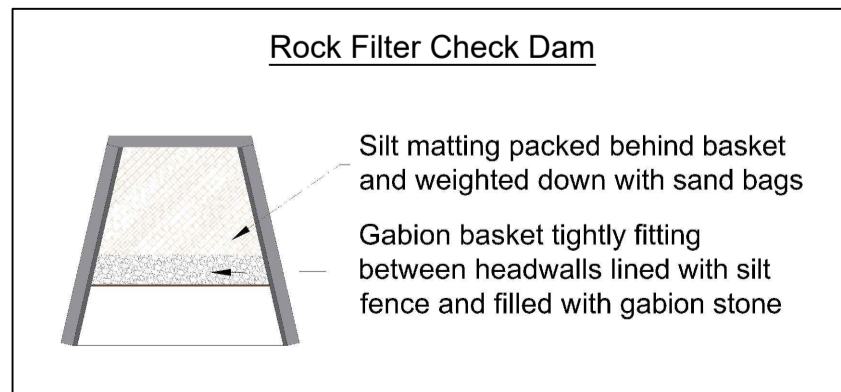 Rock Filter Check Dam
Silt matting packed behind basket
and weighted down with sand bags
Gabion basket tightly fitting
between headwalls lined with silt
fence and filled with gabion stone